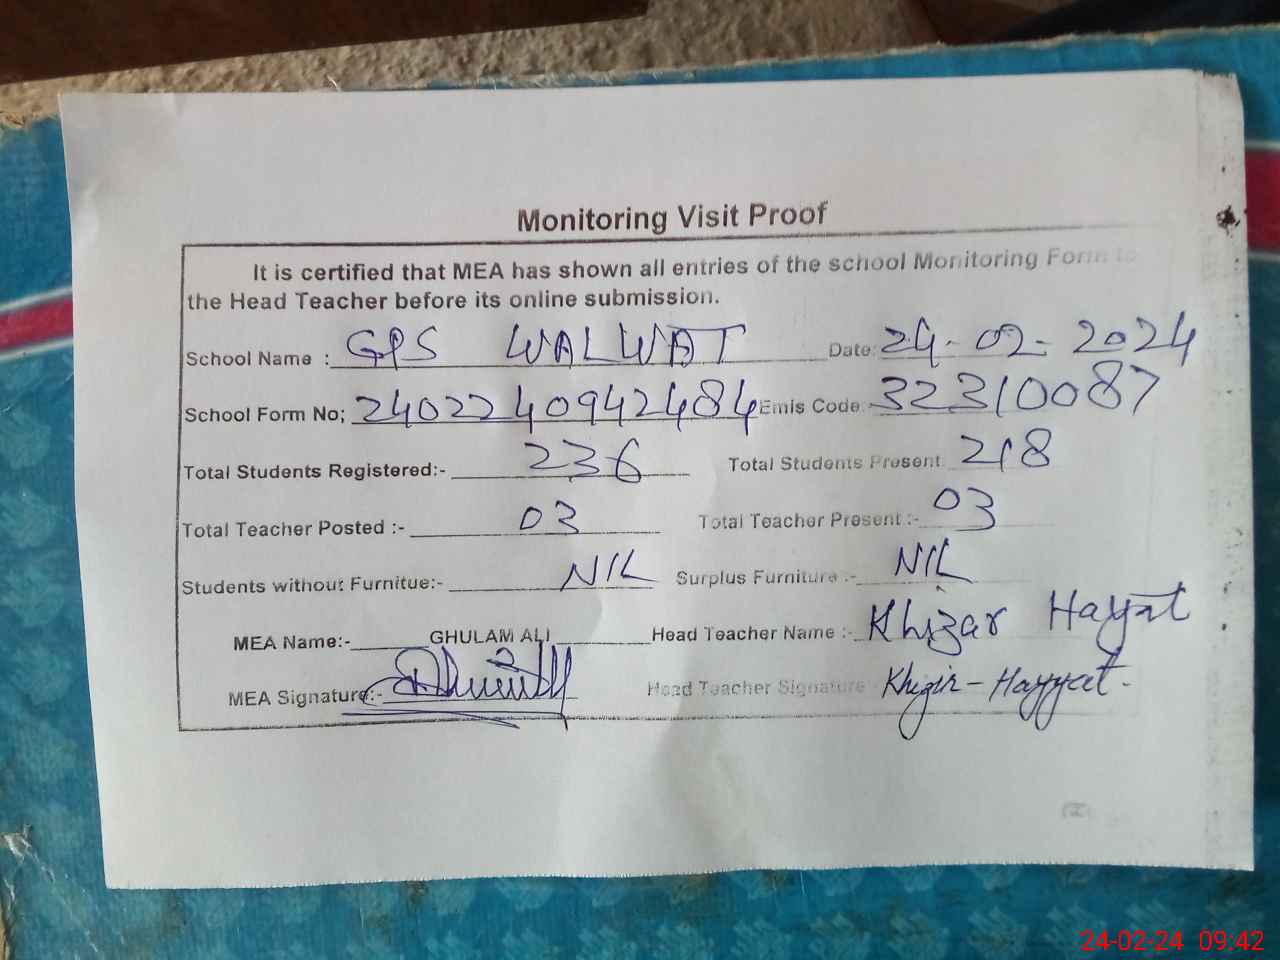 Monitoring Visit Proof
It is certified that MEA has shown all entries of the school Monitoring Form to
the Head Teacher before its online submission.
School Name : GPS WALWAT Date: 24-02-2024
School Form No; 2402240942484 Emis Code: 32310087
Total Students Registered:- 236 Total Students Present 218
Total Teacher Posted :- 03 Total Teacher Present :- 03
Students without Furnitue:- NIL Surplus Furniture :- NIL
MEA Name:- GHULAM ALI Head Teacher Name :- Khizar Hayat
MEA Signature:- Head Teacher Signature Khizir-Hayyat.
24-02-24 09:42